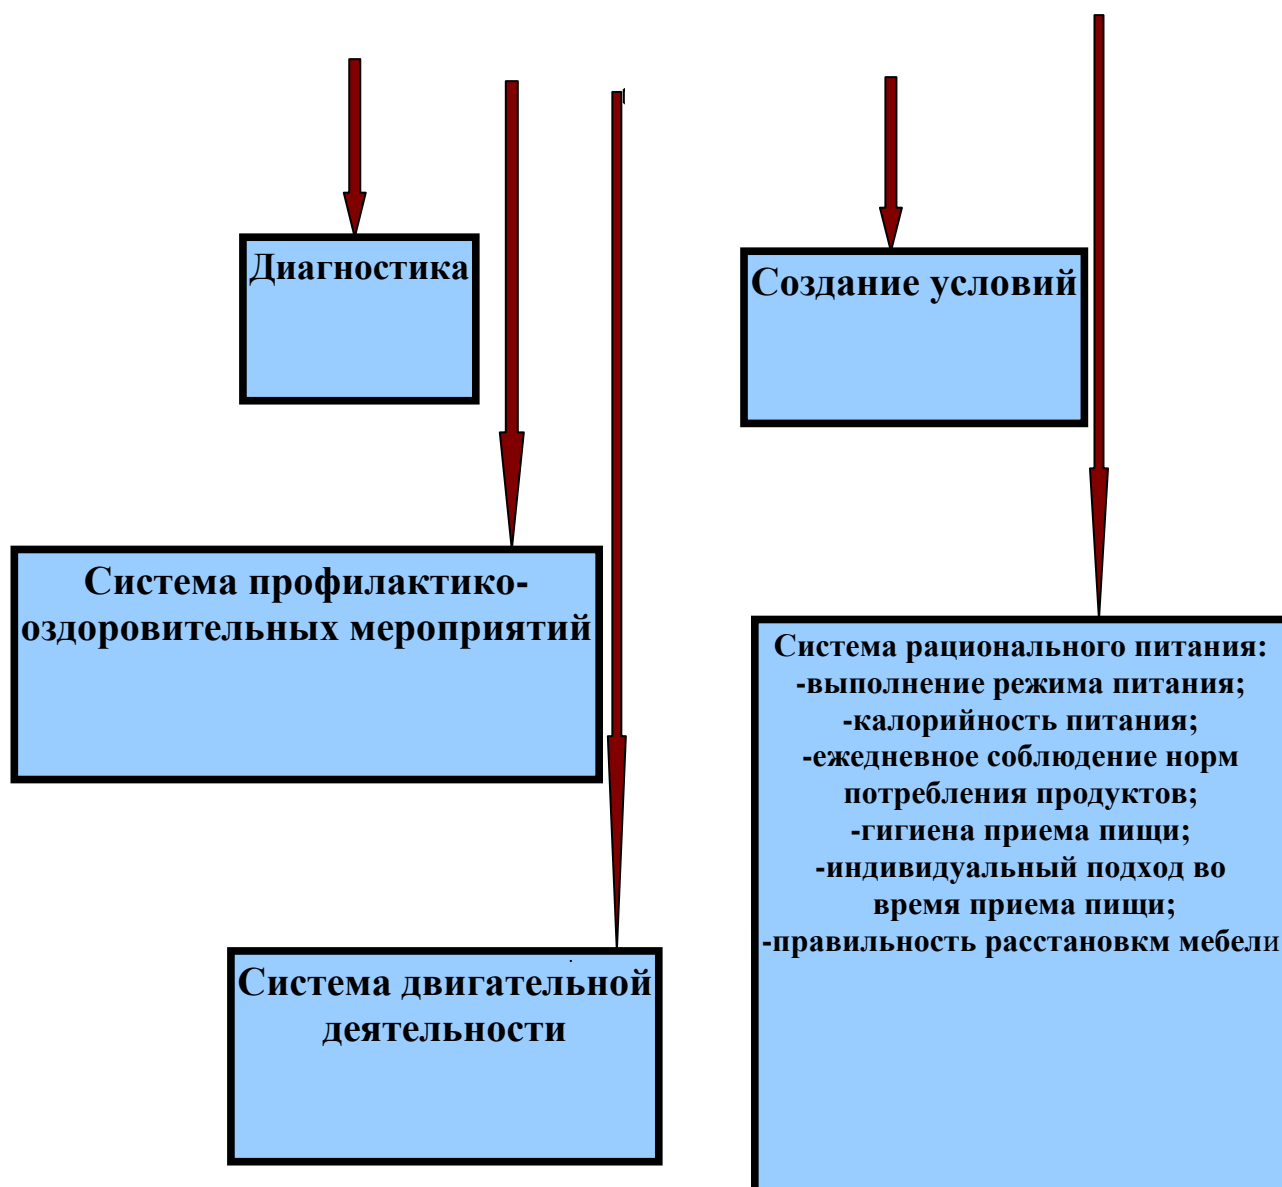 Диагностика
Создание условий
Система профилактико-
оздоровительных мероприятий
Система рационального питания:
-выполнение режима питания;
-калорийность питания;
-ежедневное соблюдение норм
потребления продуктов;
-гигиена приема пищи;
-индивидуальный подход во
время приема пищи;
-правильность расстановкм мебели
Система двигательной
деятельности